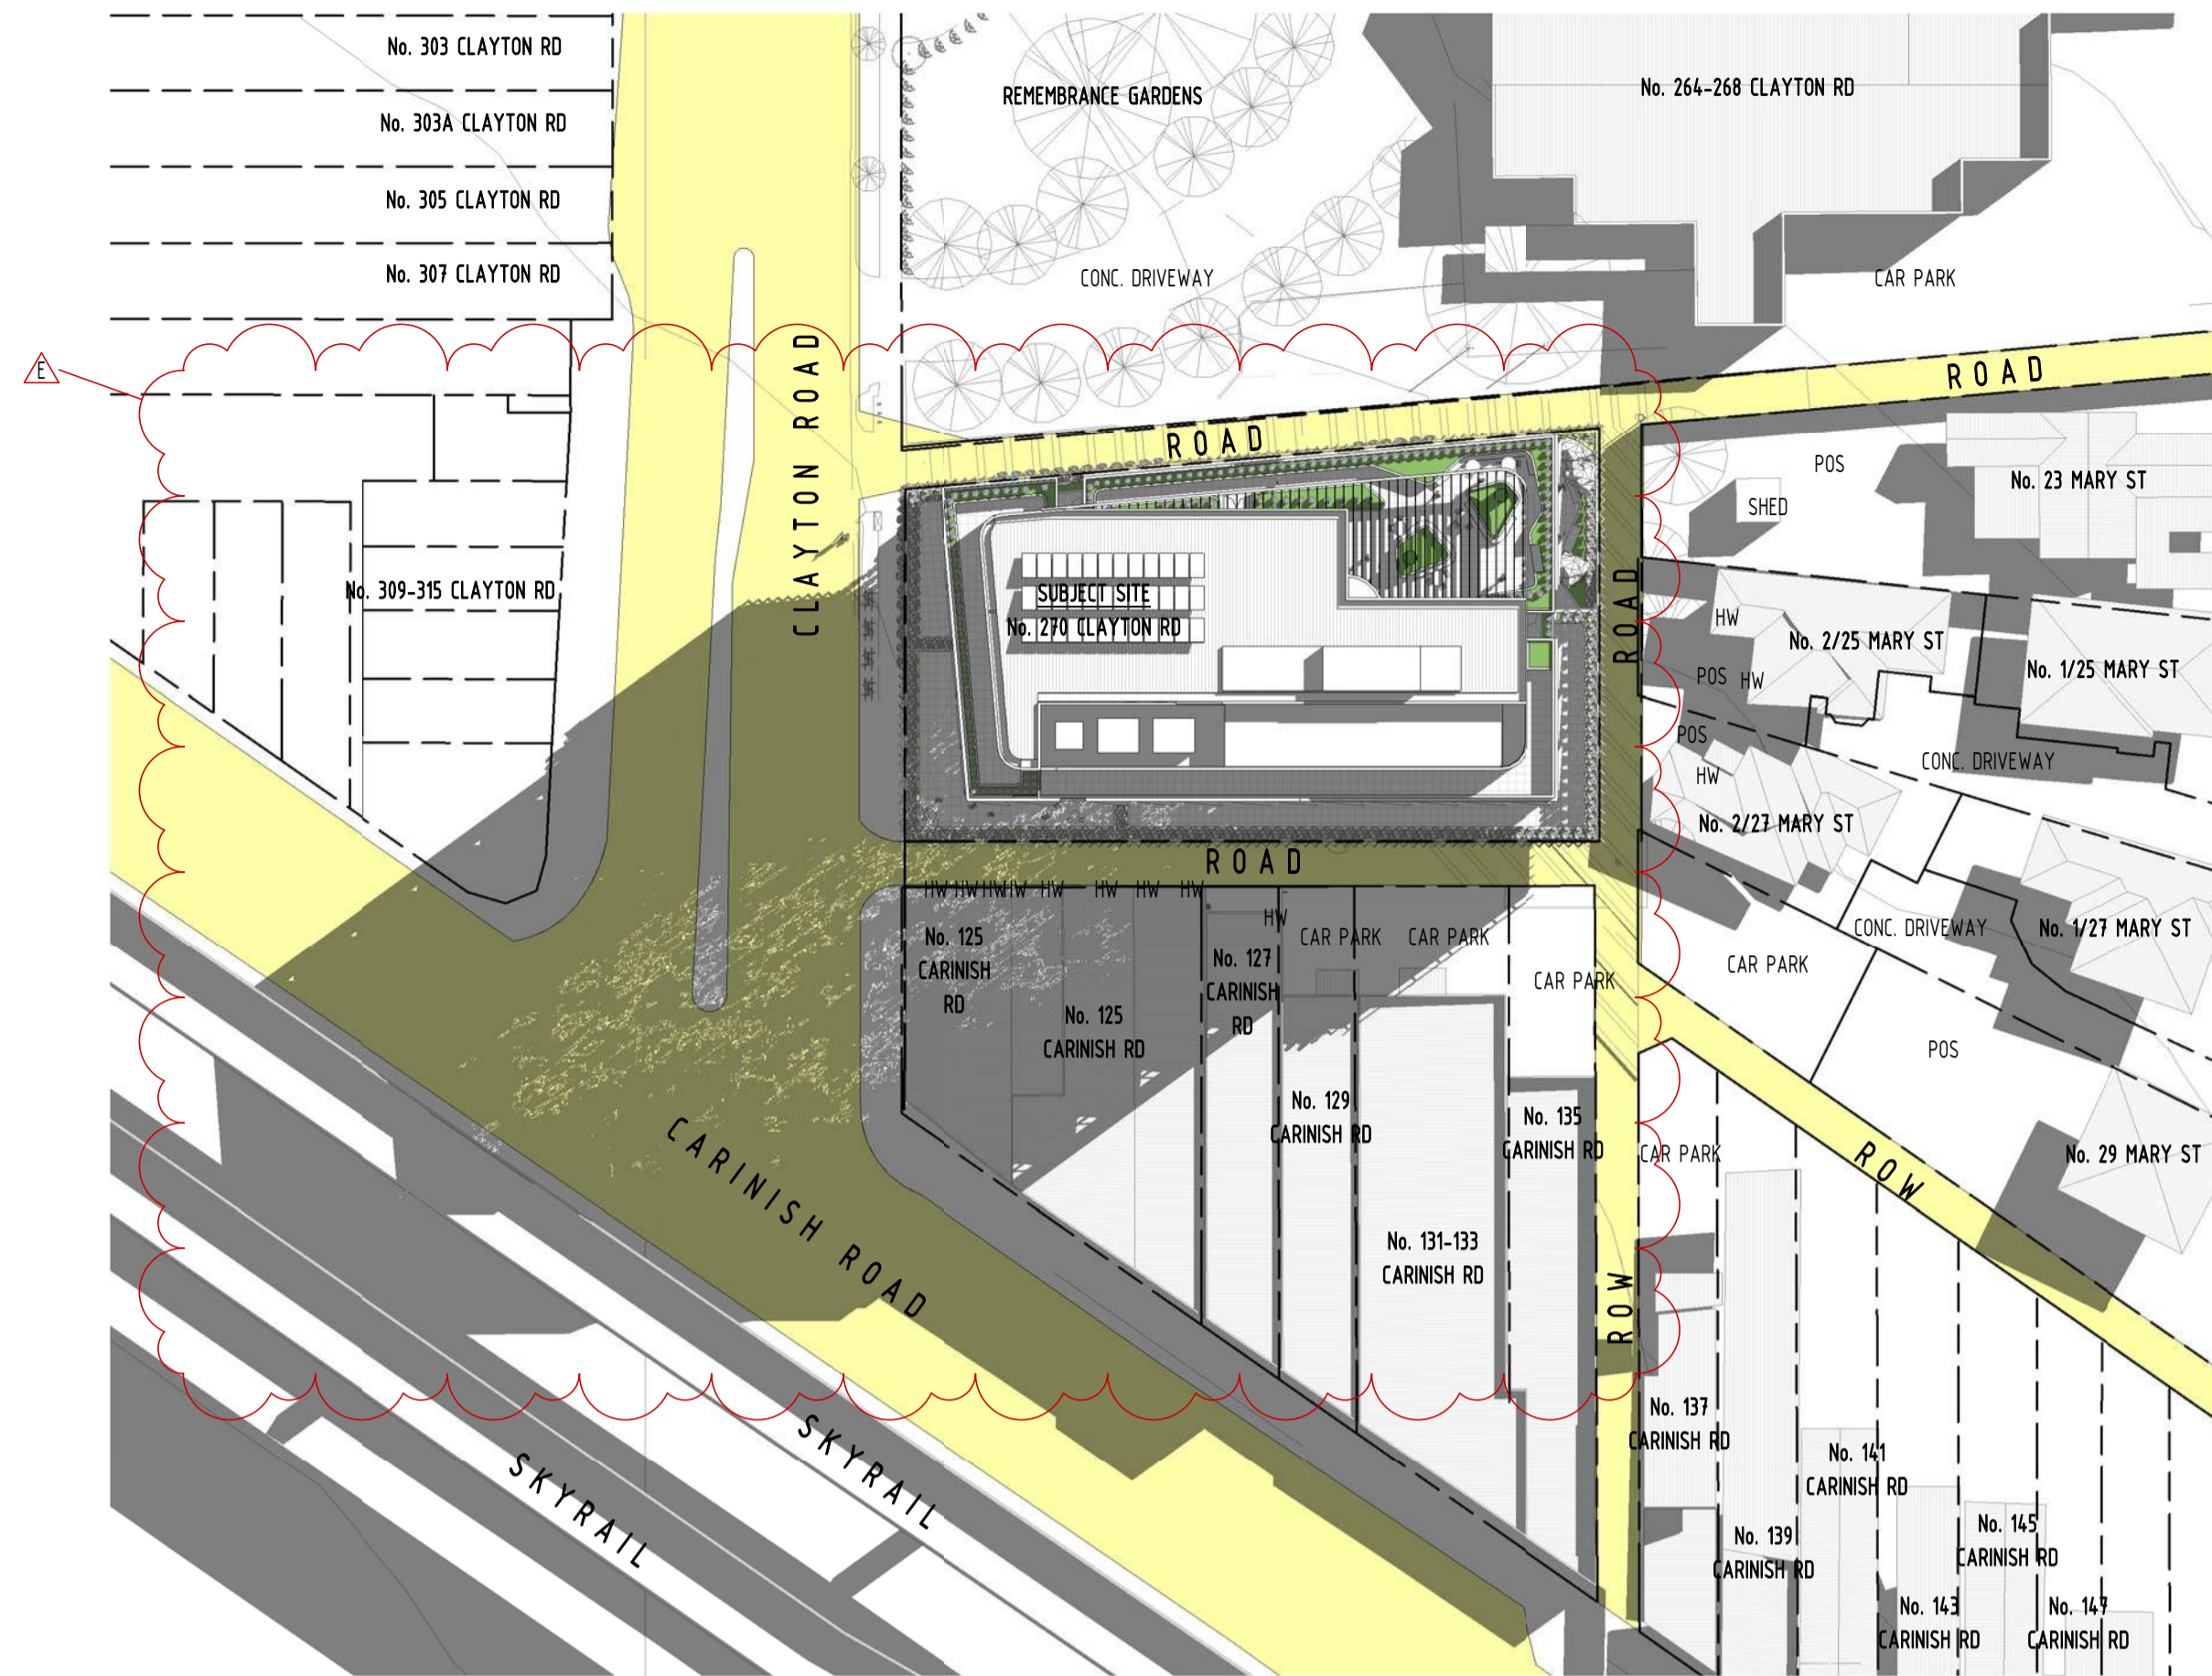 No. 303 CLAYTON RD
No. 303A CLAYTON RD
No. 305 CLAYTON RD
No. 307 CLAYTON RD
REMEMBRANCE GARDENS
No. 264-268 CLAYTON RD
CONC. DRIVEWAY
CAR PARK
E
CLAYTON ROAD
ROAD
ROAD
No. 309-315 CLAYTON RD
SUBJECT SITE
No. 270 CLAYTON RD
ROAD
POS
SHED
No. 23 MARY ST
HW
No. 2/25 MARY ST
No. 1/25 MARY ST
POS HW
POS
HW
CONC. DRIVEWAY
No. 2/27 MARY ST
ROAD
HW HW HW HW HW HW HW HW
HW
No. 125
CARINISH
RD
No. 125
CARINISH RD
No. 127
CARINISH
RD
CAR PARK
CAR PARK
CAR PARK
CAR PARK
CONC. DRIVEWAY
No. 1/27 MARY ST
POS
No. 129
CARINISH RD
No. 131-133
CARINISH RD
No. 135
CARINISH RD
CAR PARK
ROW
No. 29 MARY ST
CARINISH ROAD
ROW
SKYRAIL
SKYRAIL
No. 137
CARINISH RD
No. 139
CARINISH RD
No. 141
CARINISH RD
No. 143
CARINISH RD
No. 145
CARINISH RD
No. 147
CARINISH RD